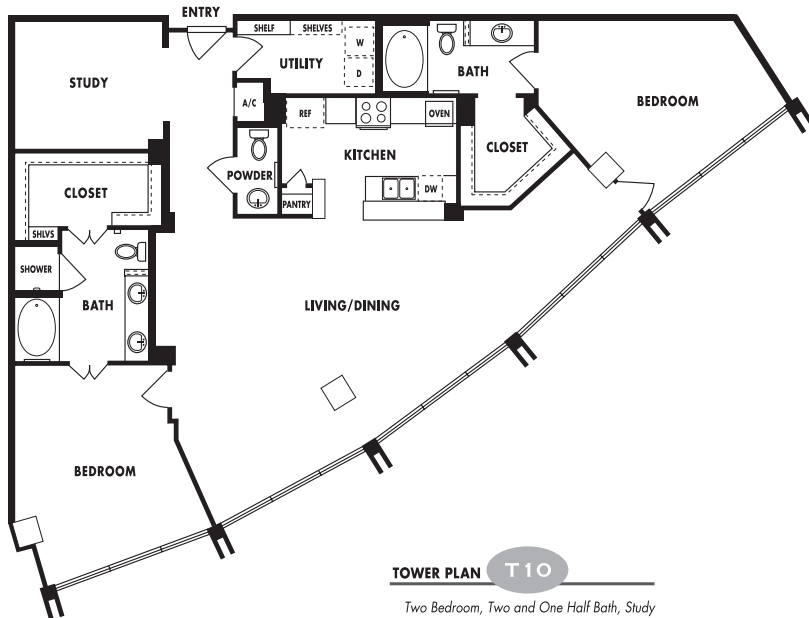 ENTRY
SHELF
SHELVES
W
D
UTILITY
STUDY
BATH
BEDROOM
A/C
REF
OVEN
KITCHEN
CLOSET
POWDER
PANTRY
DW
CLOSET
SHLVS
SHOWER
BATH
LIVING/DINING
BEDROOM
TOWER PLAN T10
Two Bedroom, Two and One Half Bath, Study